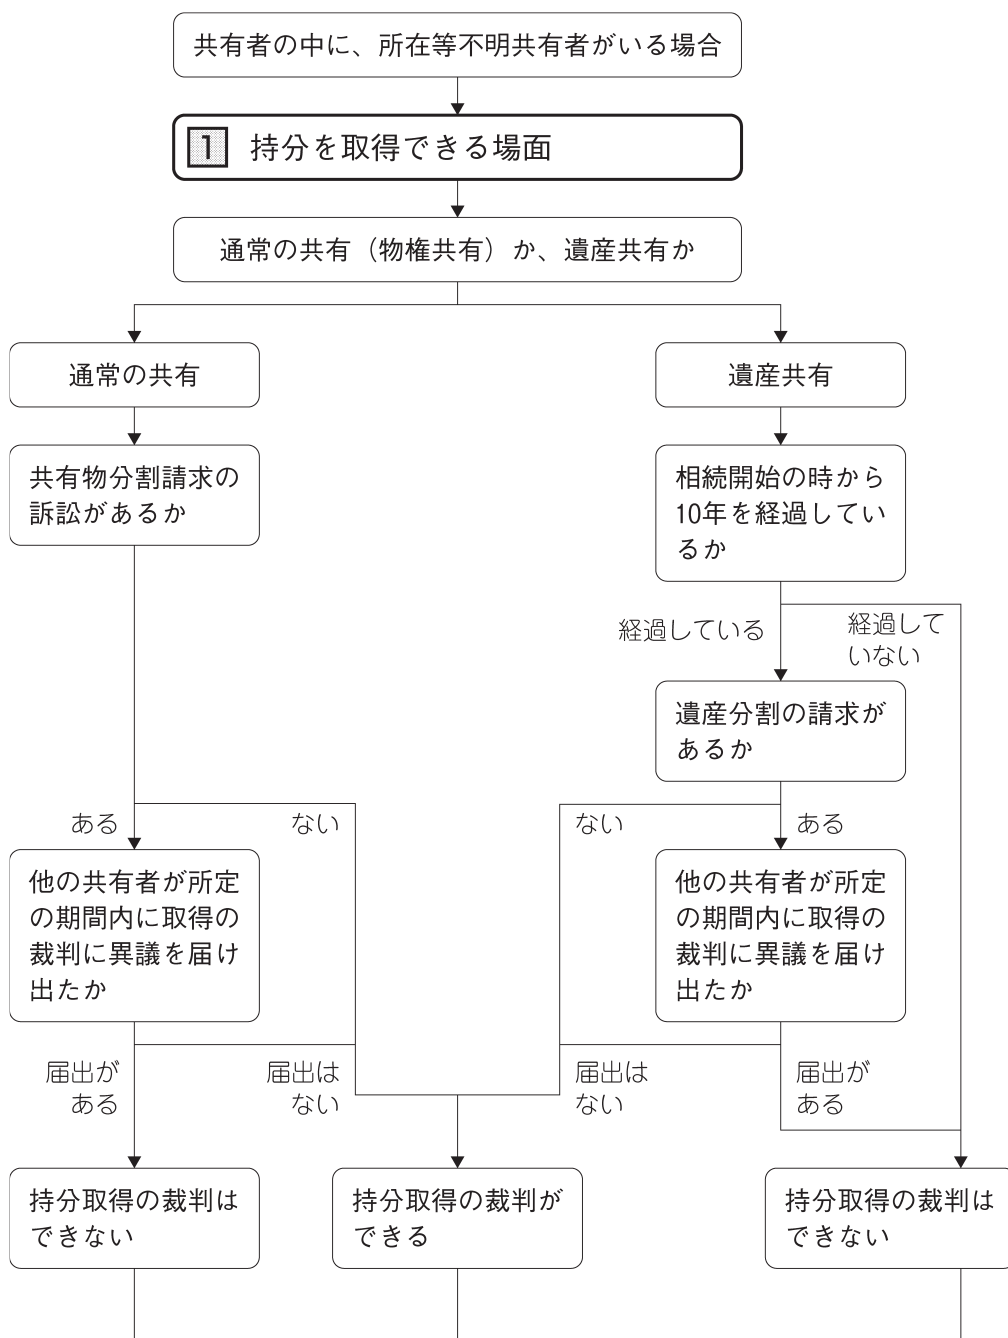 共有者の中に、所在等不明共有者がいる場合
1 持分を取得できる場面
通常の共有（物権共有）か、遺産共有か
通常の共有
遺産共有
共有物分割請求の
訴訟があるか
相続開始の時から
10年を経過してい
るか
経過している
経過して
いない
遺産分割の請求が
あるか
ある
ない
ない
ある
他の共有者が所定
の期間内に取得の
裁判に異議を届け
出たか
他の共有者が所定
の期間内に取得の
裁判に異議を届け
出たか
届出が
ある
届出は
ない
届出は
ない
届出が
ある
持分取得の裁判は
できない
持分取得の裁判が
できる
持分取得の裁判は
できない